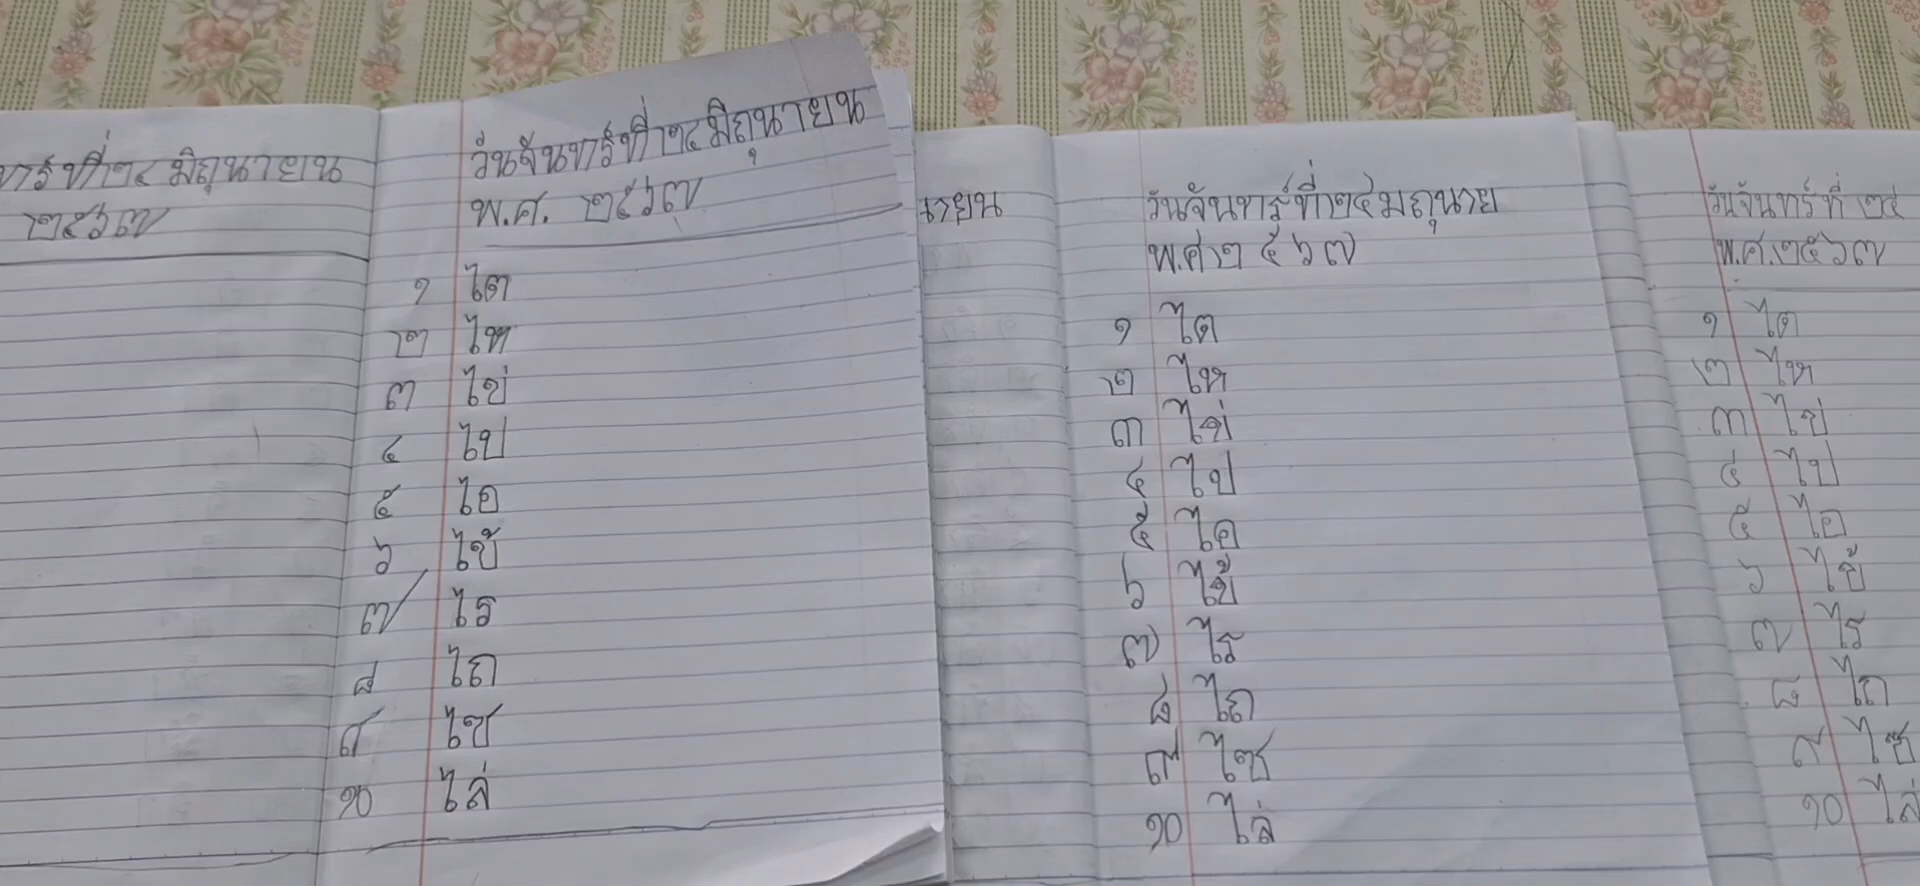 ทร์ที่ ๒๔ มิถุนายน
๒๕๖๗
วันจันทร์ที่ ๒๔ มิถุนายน
พ.ศ. ๒๕๖๗
๑ ไต
๒ ไห
๓ ไข่
๔ ไป
๕ ไอ
๖ ไข้
๗ ไร
๘ ไถ
๙ ไซ
๑๐ ไล่
เยน
วันจันทร์ที่ ๒๔ มถุนาย
พ.ศ ๒๕๖๗
๑ ไต
๒ ไห
๓ ไข่
๔ ไป
๕ ไอ
๖ ไข้
๗ ไร
๘ ไถ
๙ ไซ
๑๐ ไล่
วันจันทร์ที่ ๒๔
พ.ศ.๒๕๖๗
๑ ไต
๒ ไห
๓ ไข่
๔ ไป
๕ ไอ
๖ ไข้
๗ ไร
๘ ไถ
๙ ไซ
๑๐ ไล่